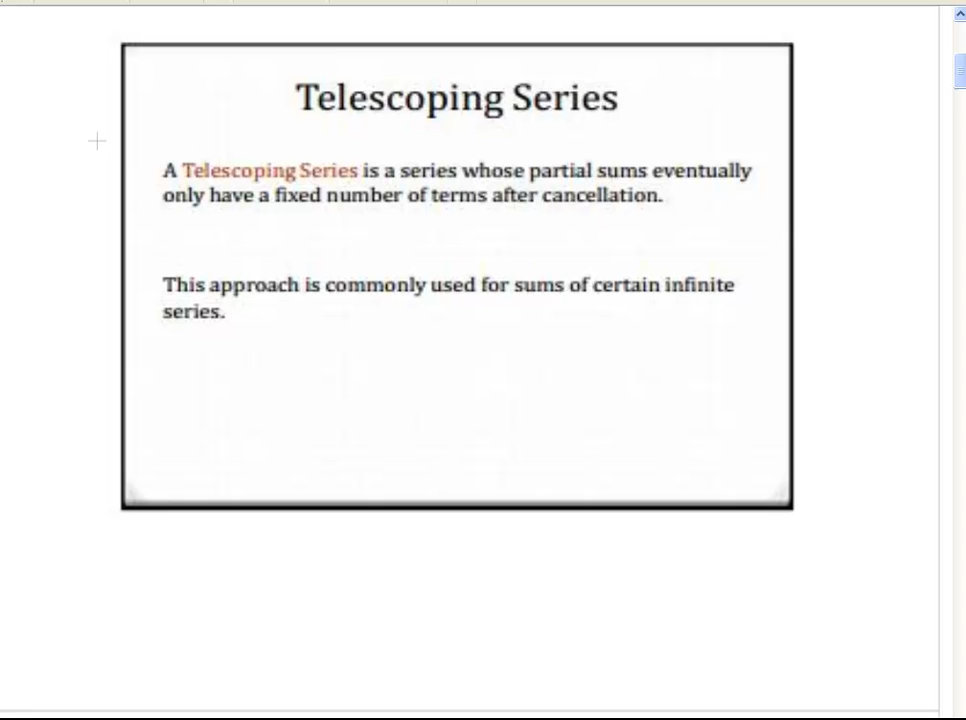 Telescoping Series
A Telescoping Series is a series whose partial sums eventually
only have a fixed number of terms after cancellation.
This approach is commonly used for sums of certain infinite
series.